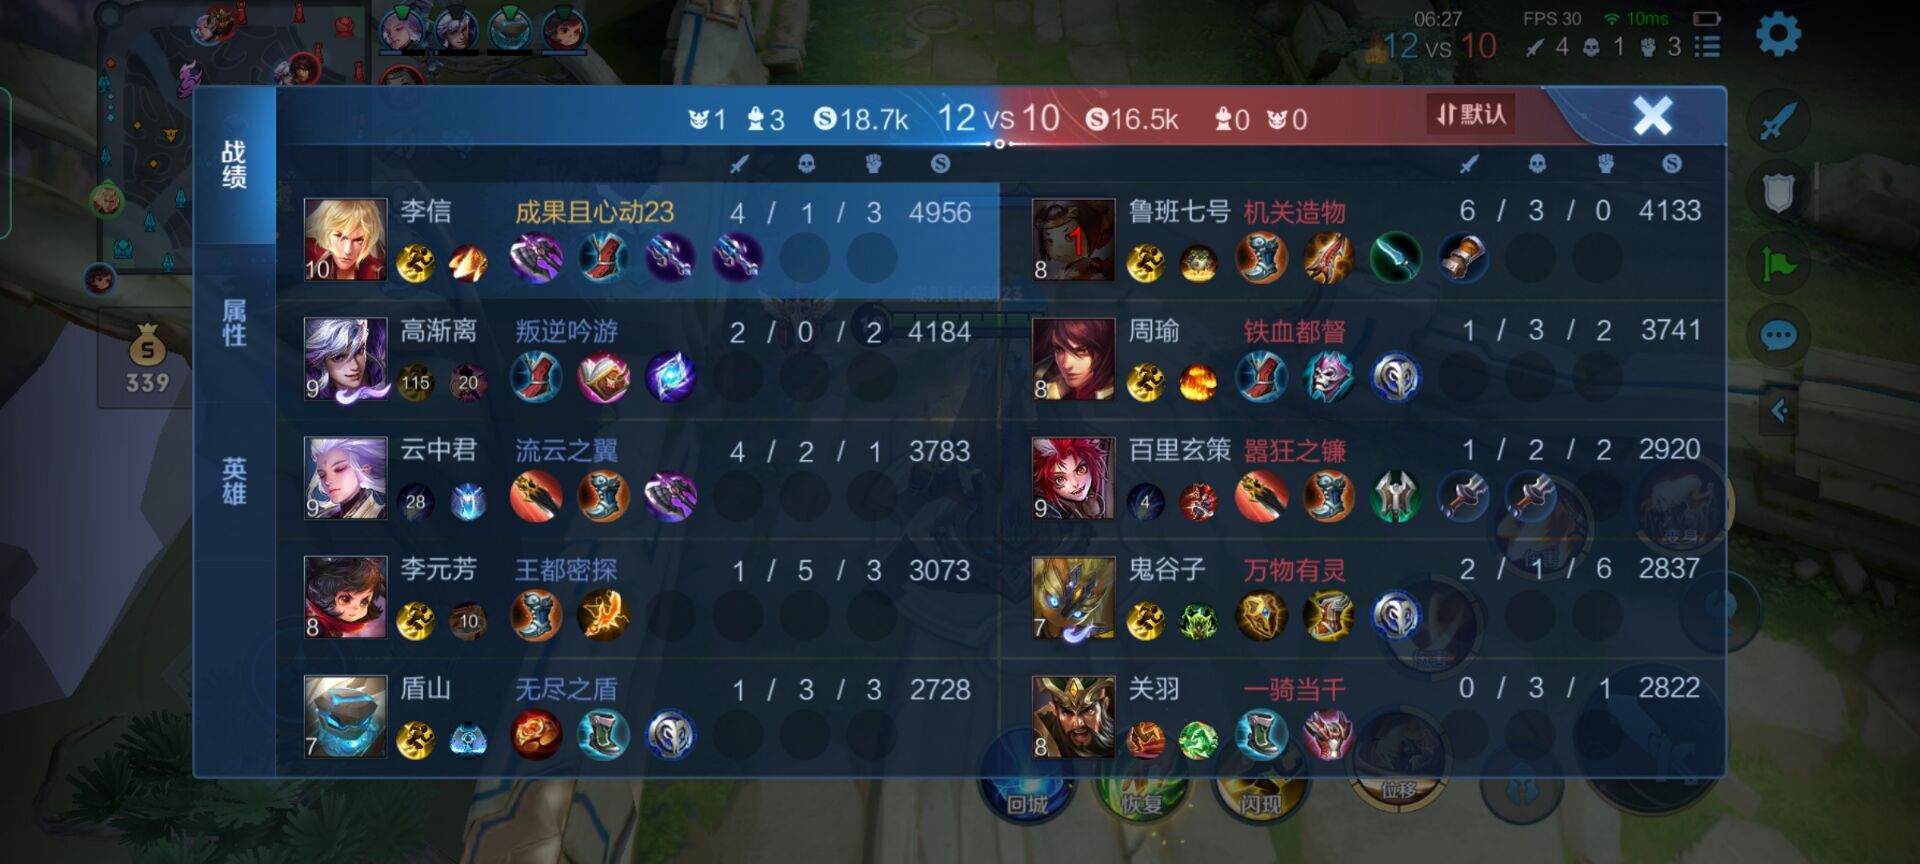 06:27 FPS 30 10ms
12 vs 10 4 1 3
1 3 18.7k 12 vs 10 16.5k 0 0 默认
战绩
属性
英雄
339
李信 成果且心动23 4 / 1 / 3 4956
10
高渐离 叛逆吟游 2 / 0 / 2 4184
9 115 20
云中君 流云之翼 4 / 2 / 1 3783
9 28
李元芳 王都密探 1 / 5 / 3 3073
8 10
盾山 无尽之盾 1 / 3 / 3 2728
7
鲁班七号 机关造物 6 / 3 / 0 4133
8 1
周瑜 铁血都督 1 / 3 / 2 3741
8
百里玄策 嚣狂之镰 1 / 2 / 2 2920
9 4
鬼谷子 万物有灵 2 / 1 / 6 2837
7
关羽 一骑当千 0 / 3 / 1 2822
8
变身
回城 恢复 闪现 位移